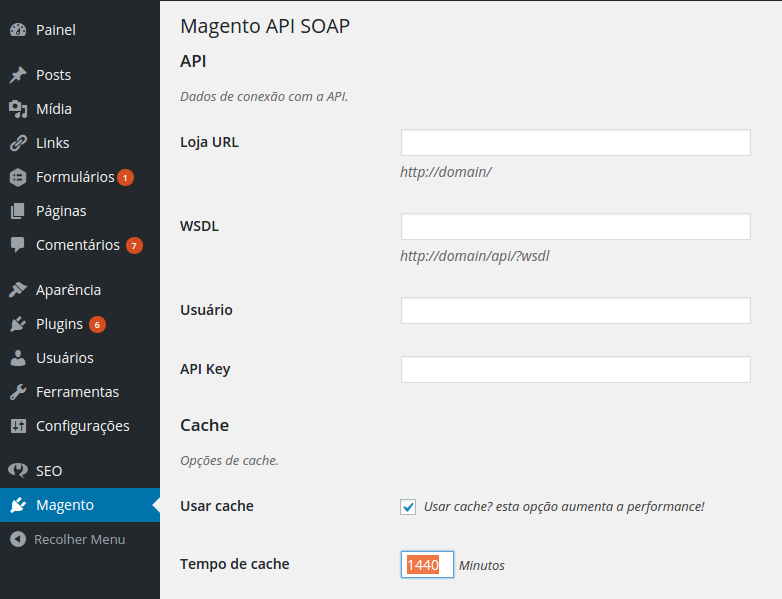 Painel
Posts
Mídia
Links
Formulários 1
Páginas
Comentários 7
Aparência
Plugins 6
Usuários
Ferramentas
Configurações
SEO
Magento
Recolher Menu
Magento API SOAP
API
Dados de conexão com a API.
Loja URL
http://domain/
WSDL
http://domain/api/?wsdl
Usuário
API Key
Cache
Opções de cache.
Usar cache Usar cache? esta opção aumenta a performance!
Tempo de cache 1440 Minutos